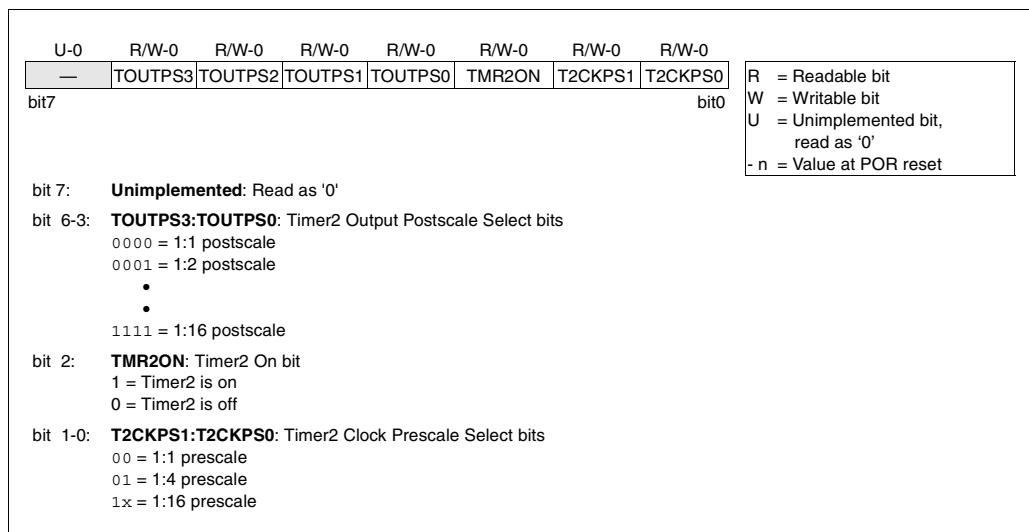 U-0 R/W-0 R/W-0 R/W-0 R/W-0 R/W-0 R/W-0 R/W-0
— TOUTPS3 TOUTPS2 TOUTPS1 TOUTPS0 TMR2ON T2CKPS1 T2CKPS0
bit7 bit0
R = Readable bit
W = Writable bit
U = Unimplemented bit,
read as ‘0’
- n = Value at POR reset
bit 7: Unimplemented: Read as '0'
bit 6-3: TOUTPS3:TOUTPS0: Timer2 Output Postscale Select bits
0000 = 1:1 postscale
0001 = 1:2 postscale
•
•
1111 = 1:16 postscale
bit 2: TMR2ON: Timer2 On bit
1 = Timer2 is on
0 = Timer2 is off
bit 1-0: T2CKPS1:T2CKPS0: Timer2 Clock Prescale Select bits
00 = 1:1 prescale
01 = 1:4 prescale
1x = 1:16 prescale